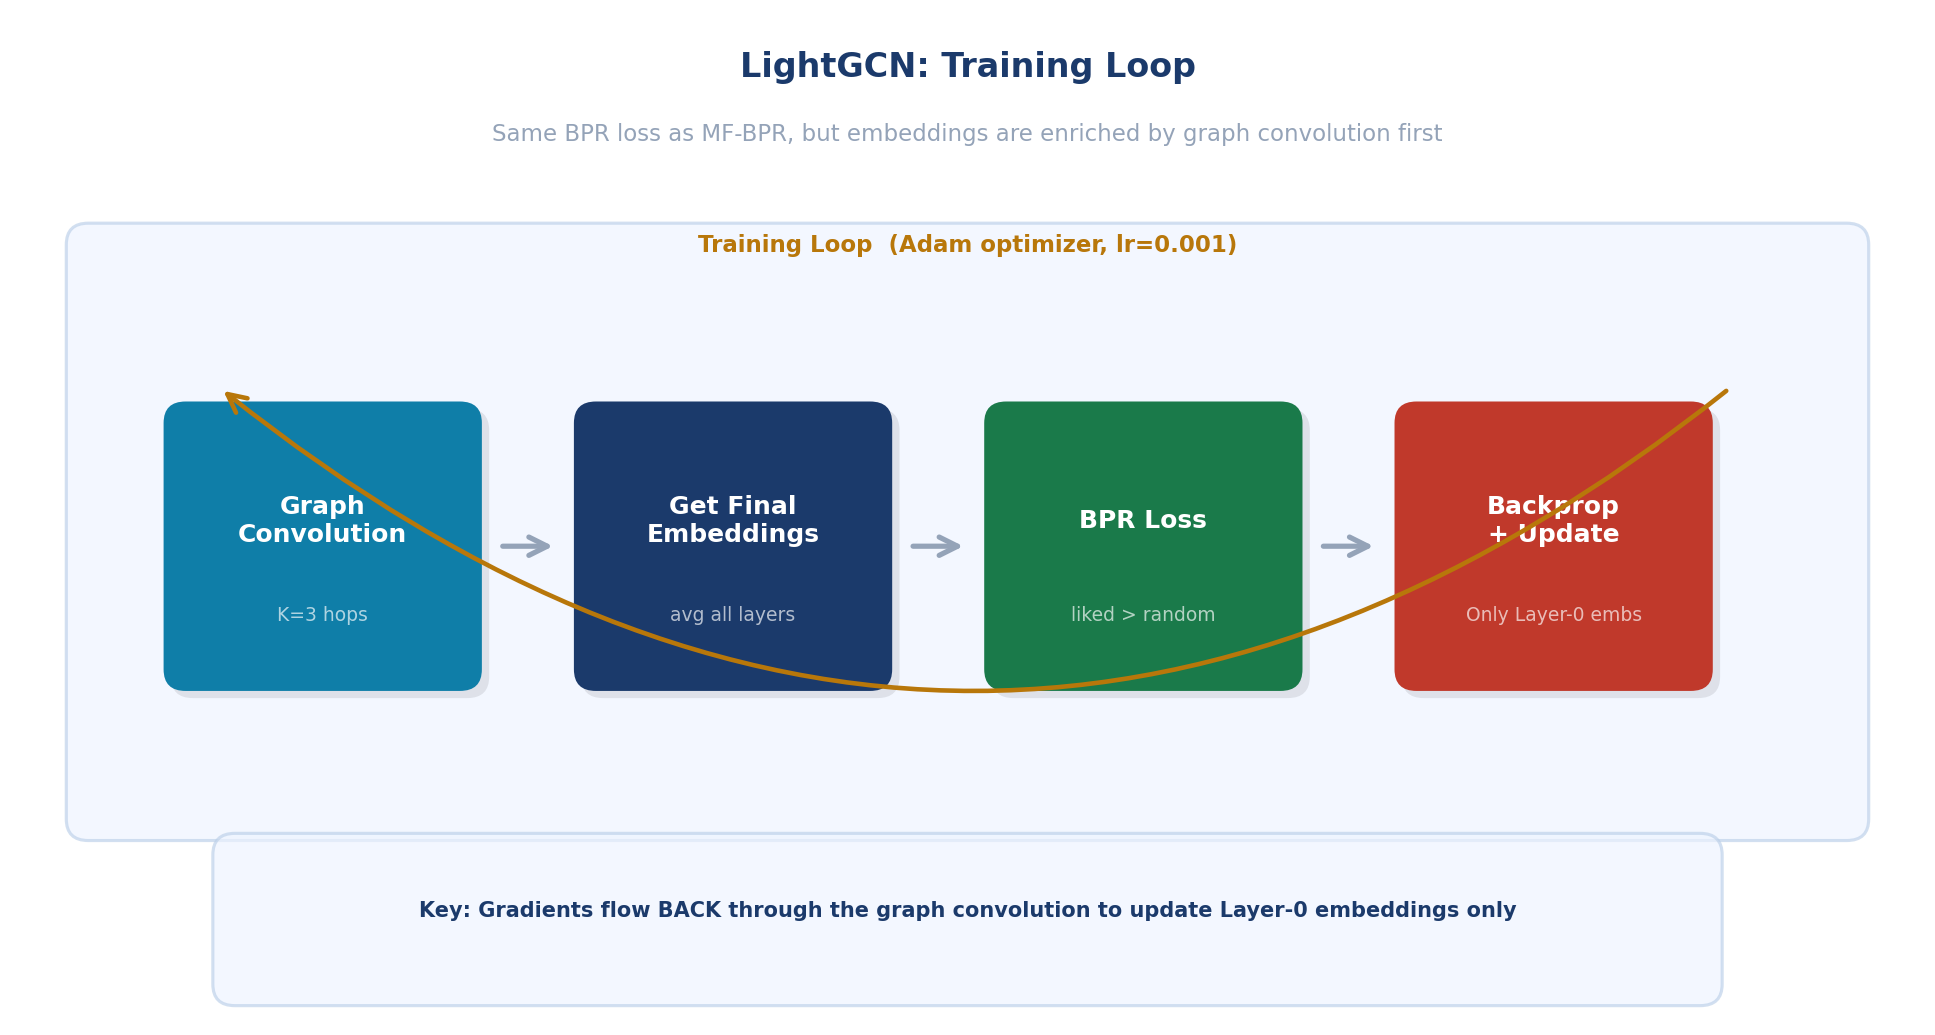 LightGCN: Training Loop
Same BPR loss as MF-BPR, but embeddings are enriched by graph convolution first
Training Loop  (Adam optimizer, lr=0.001)
Graph
Convolution
K=3 hops
Get Final
Embeddings
avg all layers
BPR Loss
liked > random
Backprop
+ Update
Only Layer-0 embs
Key: Gradients flow BACK through the graph convolution to update Layer-0 embeddings only